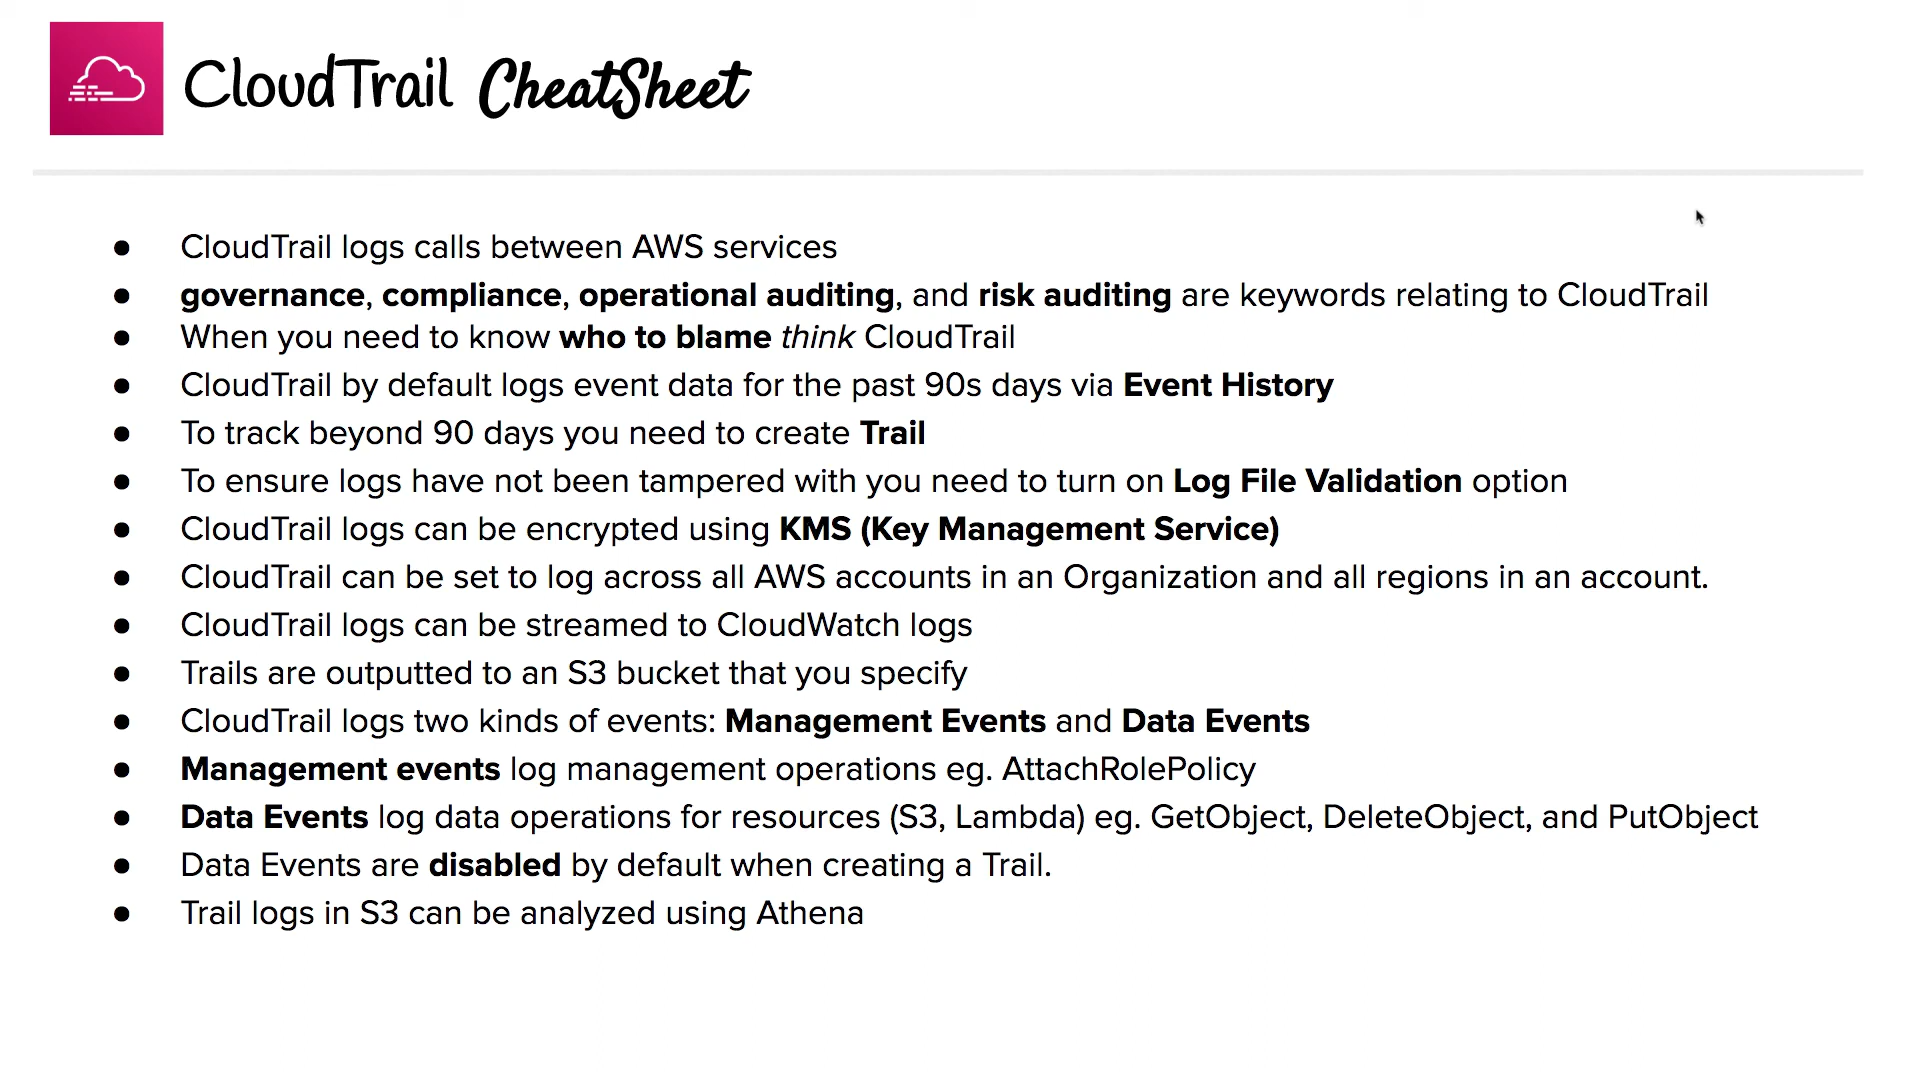 CloudTrail CheatSheet
● CloudTrail logs calls between AWS services
● governance, compliance, operational auditing, and risk auditing are keywords relating to CloudTrail
● When you need to know who to blame think CloudTrail
● CloudTrail by default logs event data for the past 90s days via Event History
● To track beyond 90 days you need to create Trail
● To ensure logs have not been tampered with you need to turn on Log File Validation option
● CloudTrail logs can be encrypted using KMS (Key Management Service)
● CloudTrail can be set to log across all AWS accounts in an Organization and all regions in an account.
● CloudTrail logs can be streamed to CloudWatch logs
● Trails are outputted to an S3 bucket that you specify
● CloudTrail logs two kinds of events: Management Events and Data Events
● Management events log management operations eg. AttachRolePolicy
● Data Events log data operations for resources (S3, Lambda) eg. GetObject, DeleteObject, and PutObject
● Data Events are disabled by default when creating a Trail.
● Trail logs in S3 can be analyzed using Athena